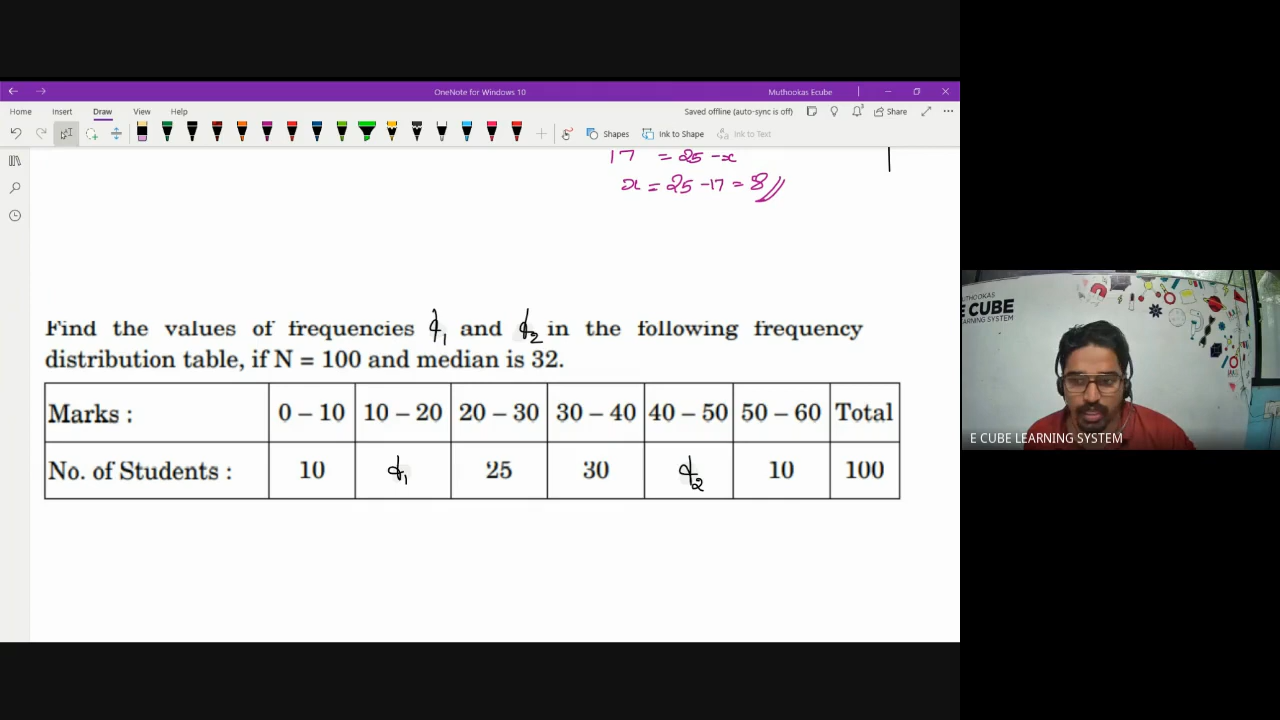 OneNote for Windows 10
Muthookas Ecube
Home Insert Draw View Help
Saved offline (auto-sync is off)
Share
Shapes
Ink to Shape
Ink to Text
17 = 25 - x
x = 25 - 17 = 8 //
Find the values of frequencies f1 and f2 in the following frequency
distribution table, if N = 100 and median is 32.
Marks : 0 – 10 10 – 20 20 – 30 30 – 40 40 – 50 50 – 60 Total
No. of Students : 10 f1 25 30 f2 10 100
MUTHOOKAS
E CUBE
LEARNING SYSTEM
E CUBE LEARNING SYSTEM